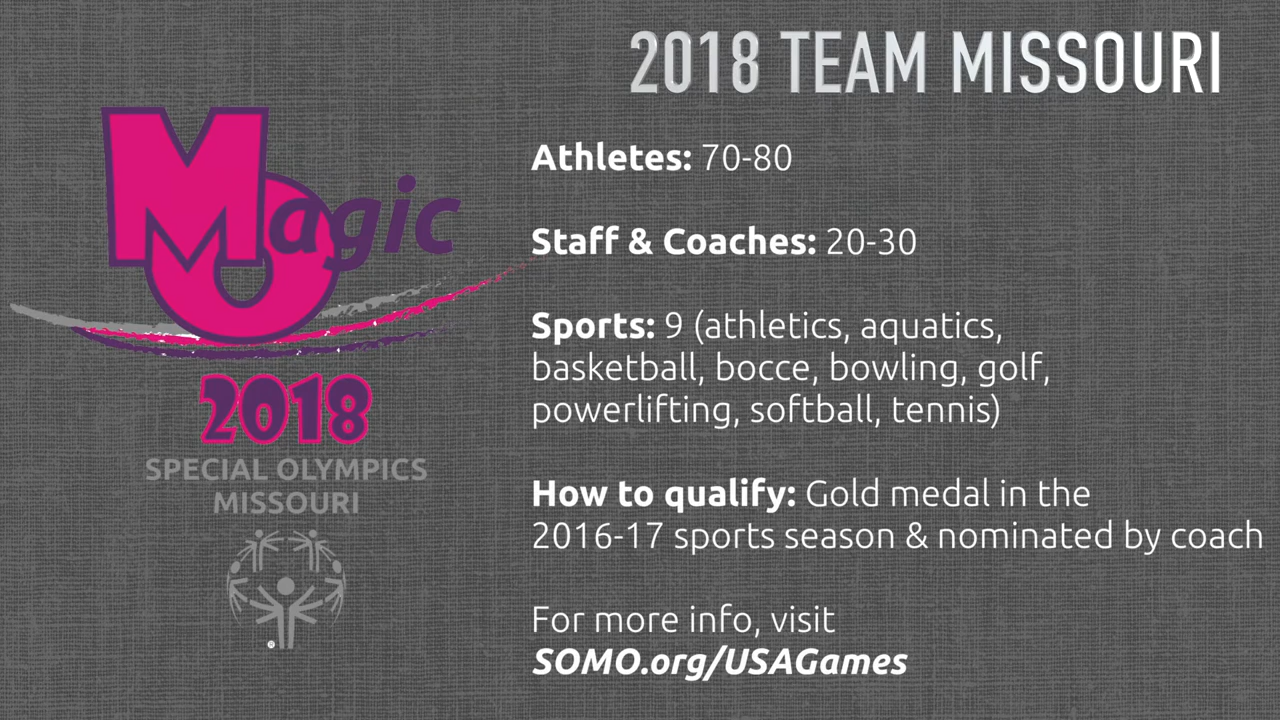 2018 TEAM MISSOURI
MOagic
2018
SPECIAL OLYMPICS
MISSOURI
®
Athletes: 70-80
Staff & Coaches: 20-30
Sports: 9 (athletics, aquatics,
basketball, bocce, bowling, golf,
powerlifting, softball, tennis)
How to qualify: Gold medal in the
2016-17 sports season & nominated by coach
For more info, visit
SOMO.org/USAGames